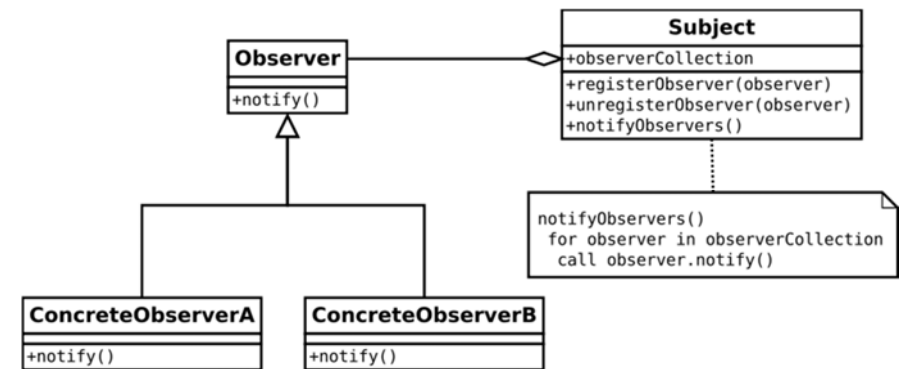 Observer
+notify()
Subject
+observerCollection
+registerObserver(observer)
+unregisterObserver(observer)
+notifyObservers()
notifyObservers()
for observer in observerCollection
call observer.notify()
ConcreteObserverA
+notify()
ConcreteObserverB
+notify()